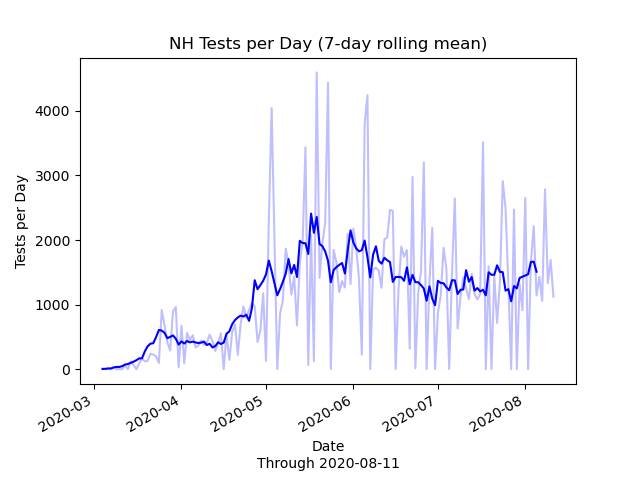 NH Tests per Day (7-day rolling mean)
Tests per Day
4000
3000
2000
1000
0
2020-03
2020-04
2020-05
2020-06
2020-07
2020-08
Date
Through 2020-08-11